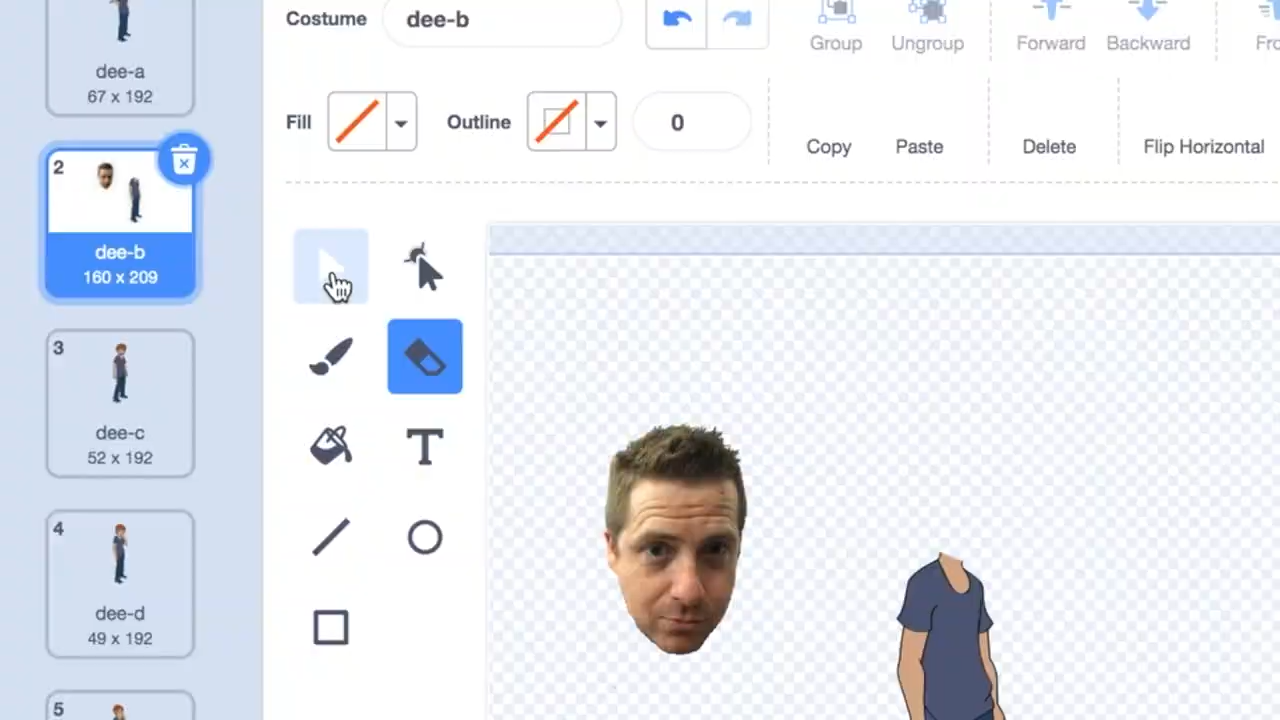 dee-a
67 x 192
2
dee-b
160 x 209
3
dee-c
52 x 192
4
dee-d
49 x 192
5
Costume
dee-b
Group
Ungroup
Forward
Backward
Fro
Fill
Outline
0
Copy
Paste
Delete
Flip Horizontal
T